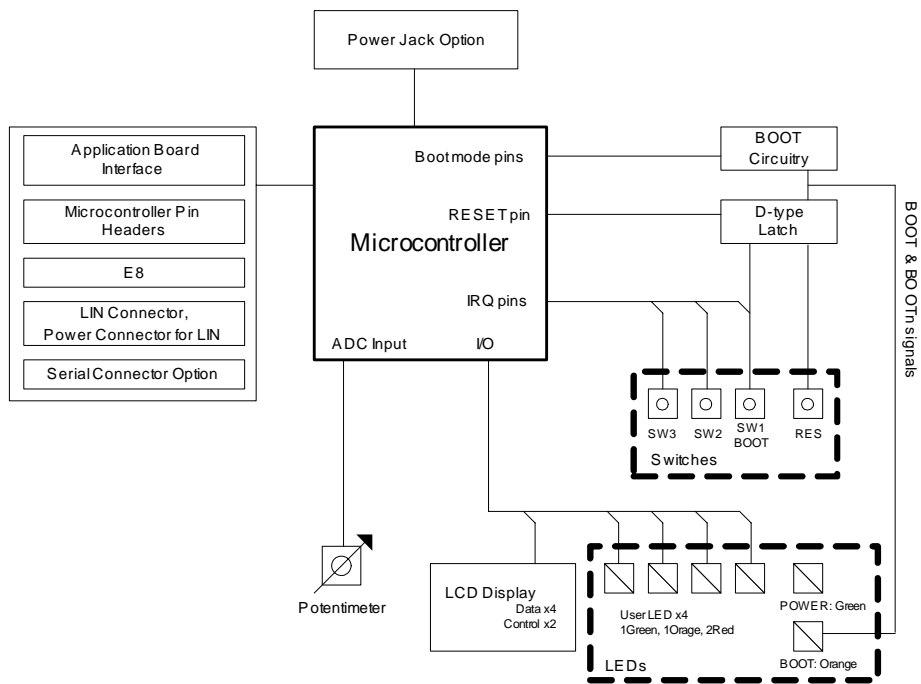 Power Jack Option
Application Board
Interface
Microcontroller Pin
Headers
E8
LIN Connector,
Power Connector for LIN
Serial Connector Option
Boot mode pins
RESET pin
Microcontroller
IRQ pins
ADC Input
I/O
BOOT
Circuitry
D-type
Latch
BOOT & BOOTn signals
SW3
SW2
SW1
BOOT
RES
Switches
Potentimeter
LCD Display
Data x4
Control x2
User LED x4
1Green, 1Orage, 2Red
POWER: Green
BOOT: Orange
LEDs